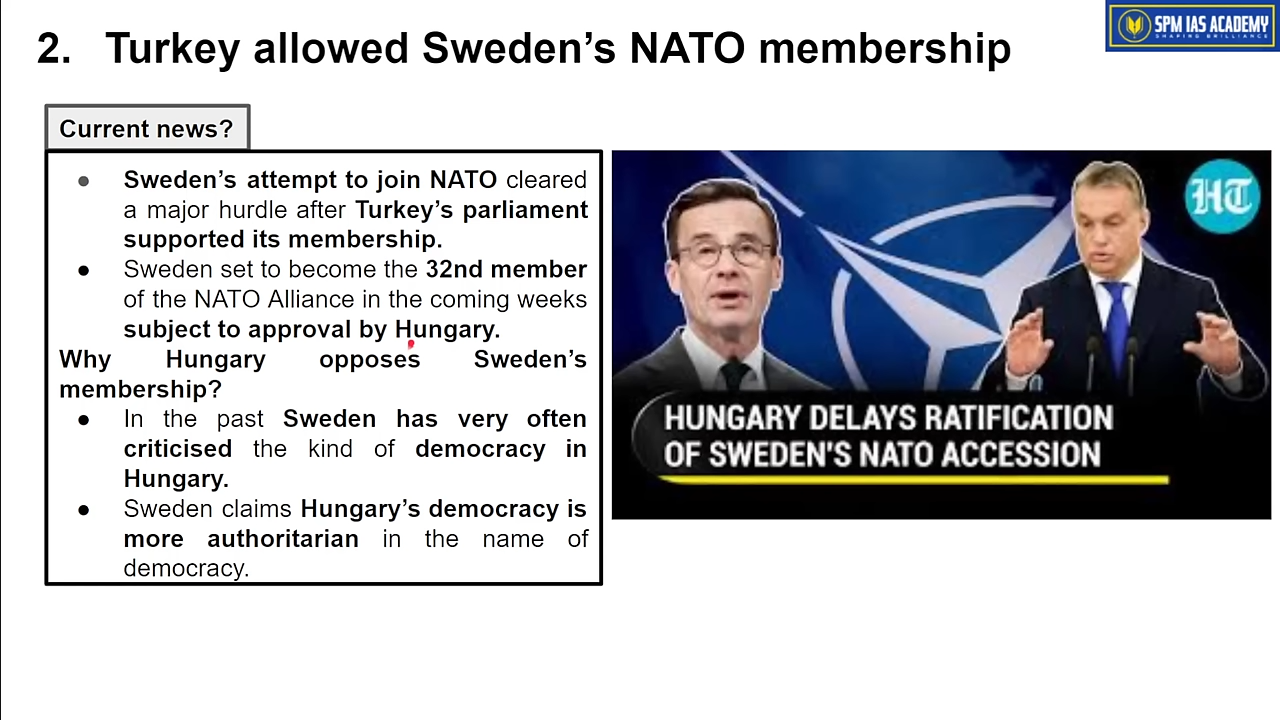 2. Turkey allowed Sweden’s NATO membership
SPM IAS ACADEMY
SHAPING BRILLIANCE
Current news?
● Sweden’s attempt to join NATO cleared
a major hurdle after Turkey’s parliament
supported its membership.
● Sweden set to become the 32nd member
of the NATO Alliance in the coming weeks
subject to approval by Hungary.
Why Hungary opposes Sweden’s
membership?
● In the past Sweden has very often
criticised the kind of democracy in
Hungary.
● Sweden claims Hungary’s democracy is
more authoritarian in the name of
democracy.
HT
HUNGARY DELAYS RATIFICATION
OF SWEDEN'S NATO ACCESSION